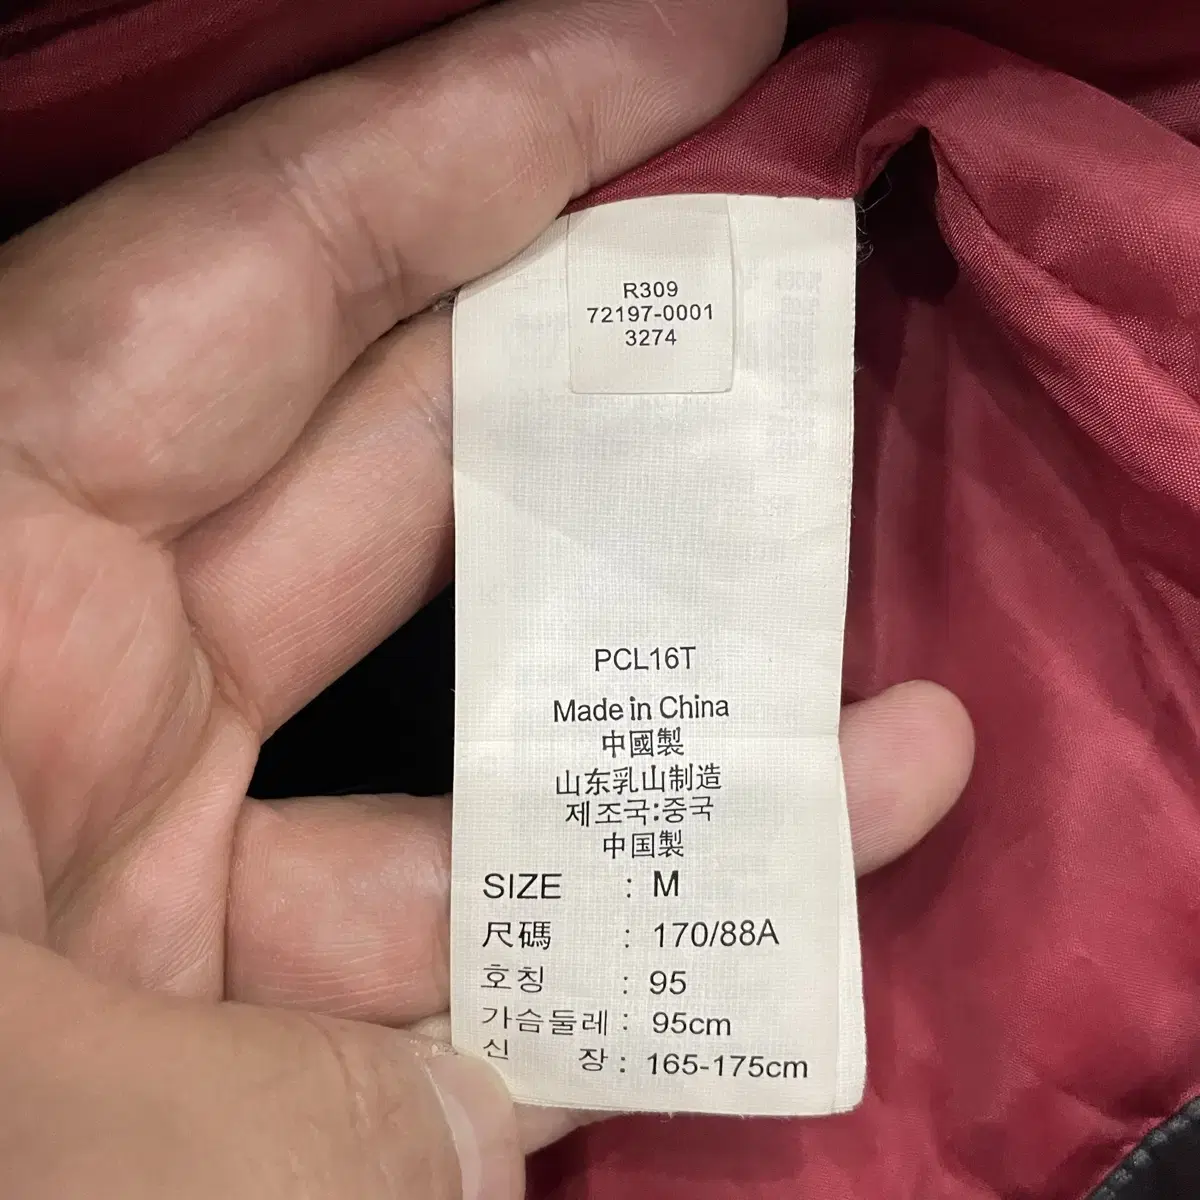 R309
72197-0001
3274
PCL16T
Made in China
中國製
山东乳山制造
제조국:중국
中国製
SIZE : M
尺碼 : 170/88A
호칭 : 95
가슴둘레 : 95cm
신 장 : 165-175cm